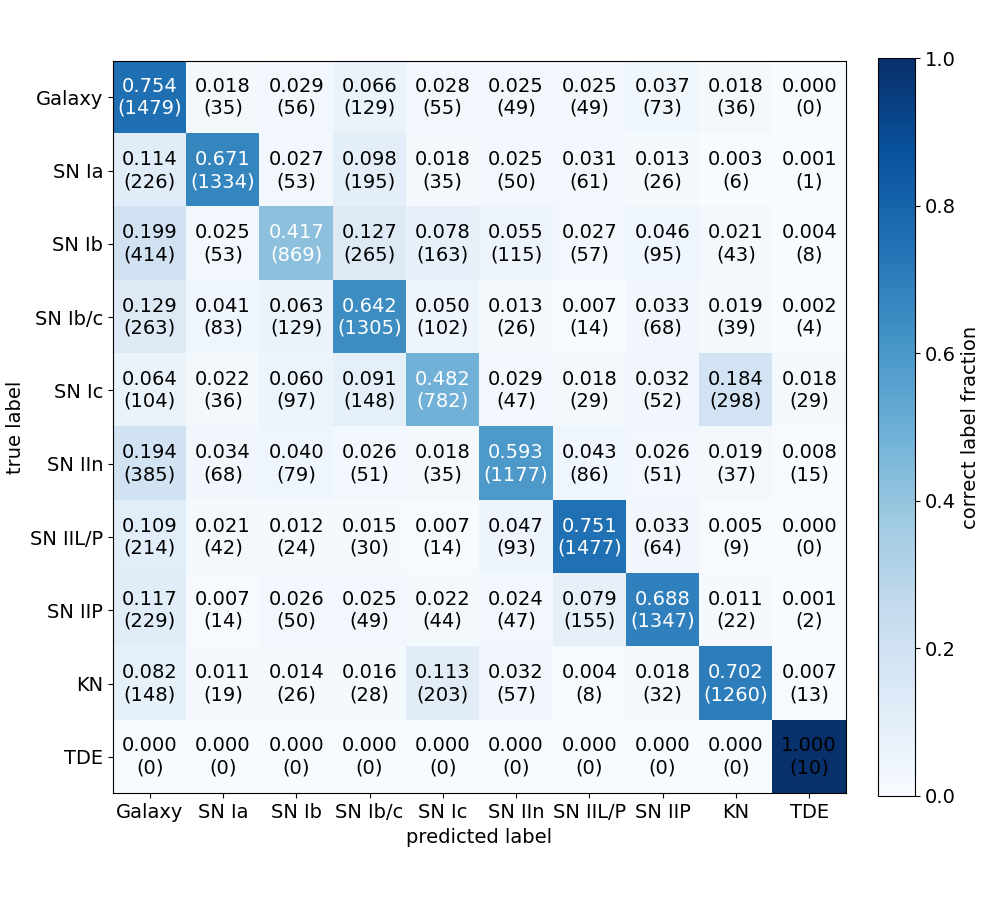 0.754 0.018 0.029 0.066 0.028 0.025 0.025 0.037 0.018 0.000
Galaxy
(1479) (35) (56) (129) (55) (49) (49) (73) (36) (0)
0.114 0.671 0.027 0.098 0.018 0.025 0.031 0.013 0.003 0.001
SN Ia
(226) (1334) (53) (195) (35) (50) (61) (26) (6) (1)
0.199 0.025 0.417 0.127 0.078 0.055 0.027 0.046 0.021 0.004
SN Ib
(414) (53) (869) (265) (163) (115) (57) (95) (43) (8)
0.129 0.041 0.063 0.642 0.050 0.013 0.007 0.033 0.019 0.002
SN Ib/c
(263) (83) (129) (1305) (102) (26) (14) (68) (39) (4)
0.064 0.022 0.060 0.091 0.482 0.029 0.018 0.032 0.184 0.018
SN Ic
(104) (36) (97) (148) (782) (47) (29) (52) (298) (29)
0.194 0.034 0.040 0.026 0.018 0.593 0.043 0.026 0.019 0.008
SN IIn
(385) (68) (79) (51) (35) (1177) (86) (51) (37) (15)
0.109 0.021 0.012 0.015 0.007 0.047 0.751 0.033 0.005 0.000
SN IIL/P
(214) (42) (24) (30) (14) (93) (1477) (64) (9) (0)
0.117 0.007 0.026 0.025 0.022 0.024 0.079 0.688 0.011 0.001
SN IIP
(229) (14) (50) (49) (44) (47) (155) (1347) (22) (2)
0.082 0.011 0.014 0.016 0.113 0.032 0.004 0.018 0.702 0.007
KN
(148) (19) (26) (28) (203) (57) (8) (32) (1260) (13)
0.000 0.000 0.000 0.000 0.000 0.000 0.000 0.000 0.000 1.000
TDE
(0) (0) (0) (0) (0) (0) (0) (0) (0) (10)
Galaxy SN Ia SN Ib SN Ib/c SN Ic SN IIn SN IIL/P SN IIP KN TDE
predicted label
true label
1.0
0.8
0.6
0.4
0.2
0.0
correct label fraction